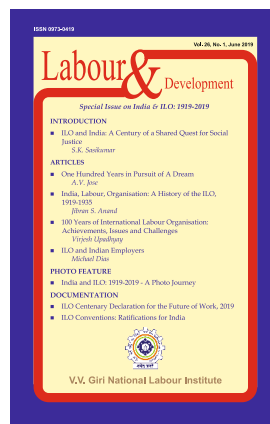 ISSN 0973-0419
Vol. 26, No. 1, June 2019
Labour & Development
Special Issue on India & ILO: 1919-2019
INTRODUCTION
■ ILO and India: A Century of a Shared Quest for Social
Justice
S.K. Sasikumar
ARTICLES
■ One Hundred Years in Pursuit of A Dream
A.V. Jose
■ India, Labour, Organisation: A History of the ILO,
1919-1935
Jibran S. Anand
■ 100 Years of International Labour Organisation:
Achievements, Issues and Challenges
Virjesh Upadhyay
■ ILO and Indian Employers
Michael Dias
PHOTO FEATURE
■ India and ILO: 1919-2019 - A Photo Journey
DOCUMENTATION
■ ILO Centenary Declaration for the Future of Work, 2019
■ ILO Conventions: Ratifications for India
V.V. Giri National Labour Institute